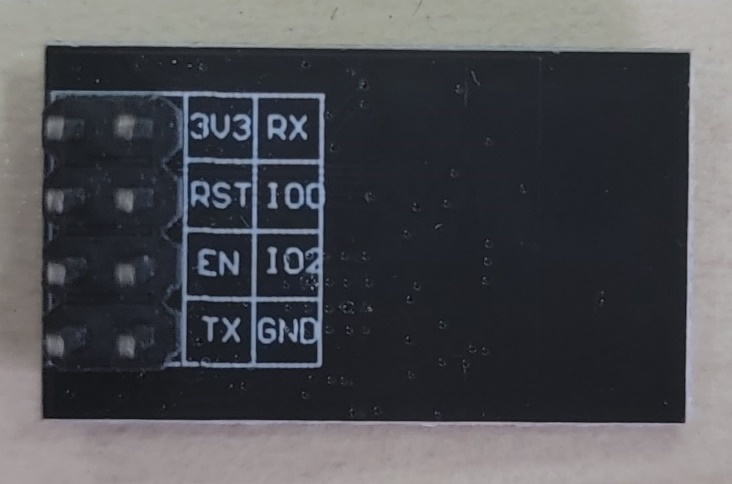 3V3 RX
RST IO0
EN IO2
TX GND